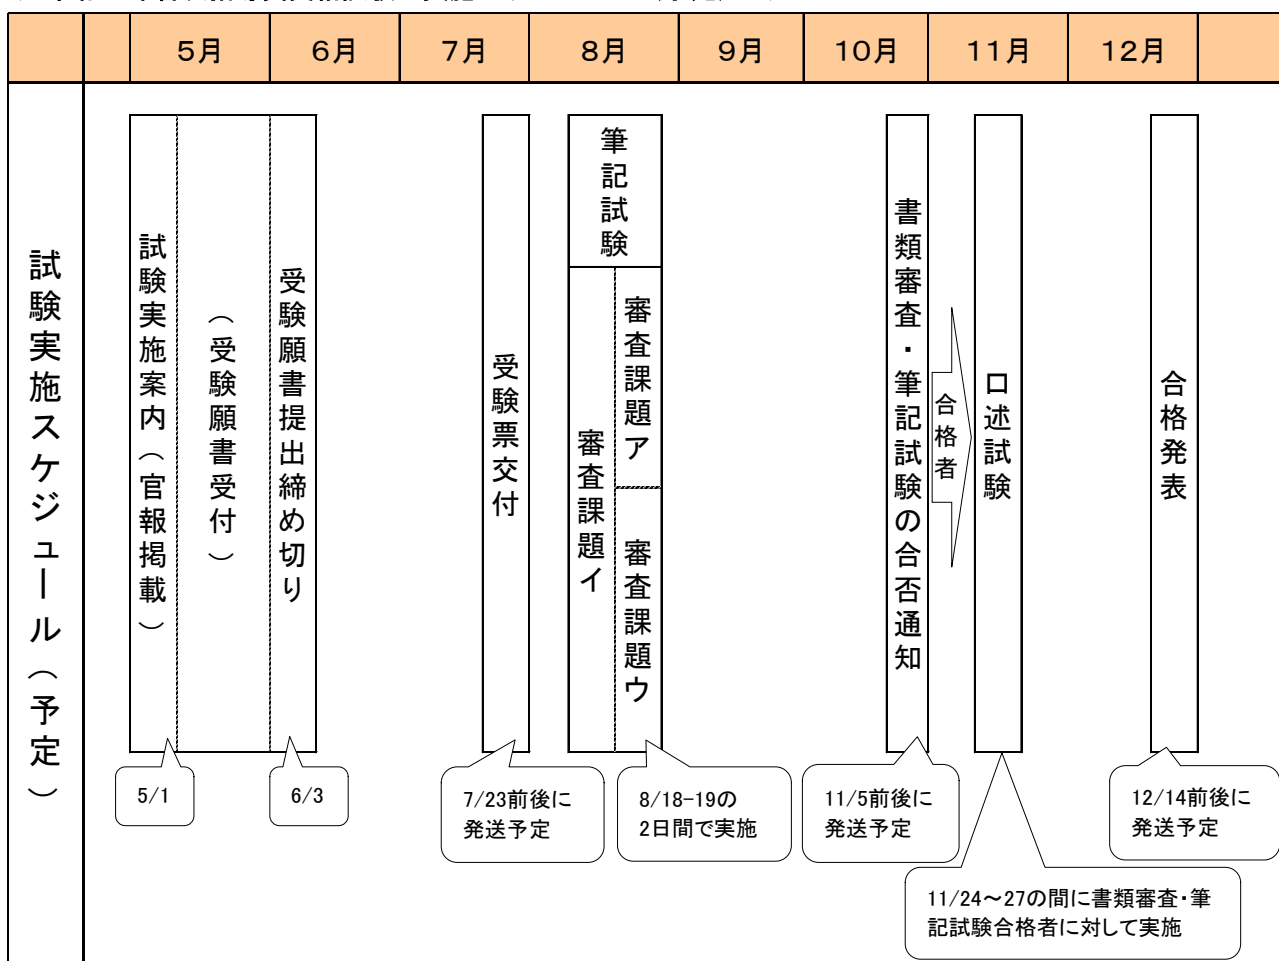 5月
6月
7月
8月
9月
10月
11月
12月
試験実施スケジュール（予定）
試験実施案内（官報掲載）
（受験願書受付）
受験願書提出締め切り
受験票交付
筆記試験
審査課題イ
審査課題ア
審査課題ウ
書類審査・筆記試験の合否通知
合格者
口述試験
合格発表
5/1
6/3
7/23前後に
発送予定
8/18-19の
2日間で実施
11/5前後に
発送予定
12/14前後に
発送予定
11/24～27の間に書類審査・筆
記試験合格者に対して実施